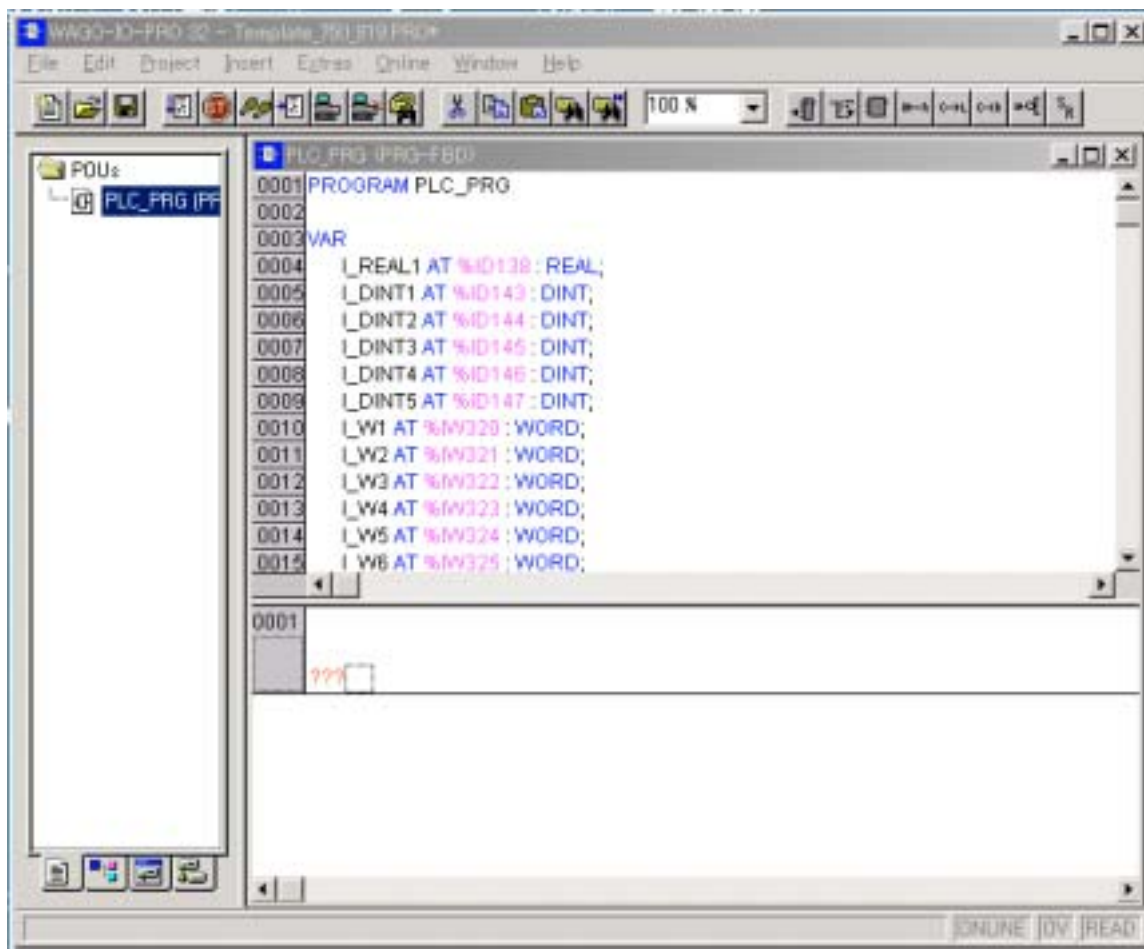 WAGO-IO-PRO 32 - Template_750_819.PRO*
File Edit Project Insert Extras Online Window Help
100 %
POUs
PLC_PRG (PR
PLC_PRG (PRG-FBD)
0001 PROGRAM PLC_PRG
0002
0003 VAR
0004 I_REAL1 AT %ID138 : REAL;
0005 I_DINT1 AT %ID143 : DINT;
0006 I_DINT2 AT %ID144 : DINT;
0007 I_DINT3 AT %ID145 : DINT;
0008 I_DINT4 AT %ID146 : DINT;
0009 I_DINT5 AT %ID147 : DINT;
0010 I_W1 AT %IW320 : WORD;
0011 I_W2 AT %IW321 : WORD;
0012 I_W3 AT %IW322 : WORD;
0013 I_W4 AT %IW323 : WORD;
0014 I_W5 AT %IW324 : WORD;
0015 I_W6 AT %IW325 : WORD;
0001
???
ONLINE OV READ